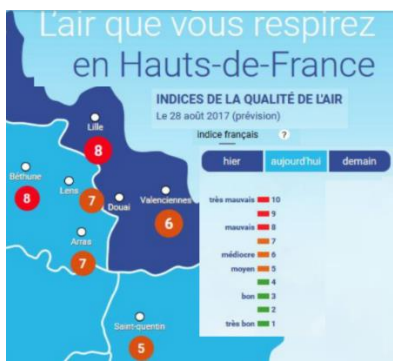 L'air que vous respirez
en Hauts-de-France
INDICES DE LA QUALITÉ DE L'AIR
Le 28 août 2017 (prévision)
indice français ?
hier aujourd'hui demain
Lille
8
Béthune
8
Lens
7
Douai
Valenciennes
6
Arras
7
Saint-quentin
5
très mauvais 10
9
mauvais 8
7
médiocre 6
moyen 5
4
bon 3
2
très bon 1